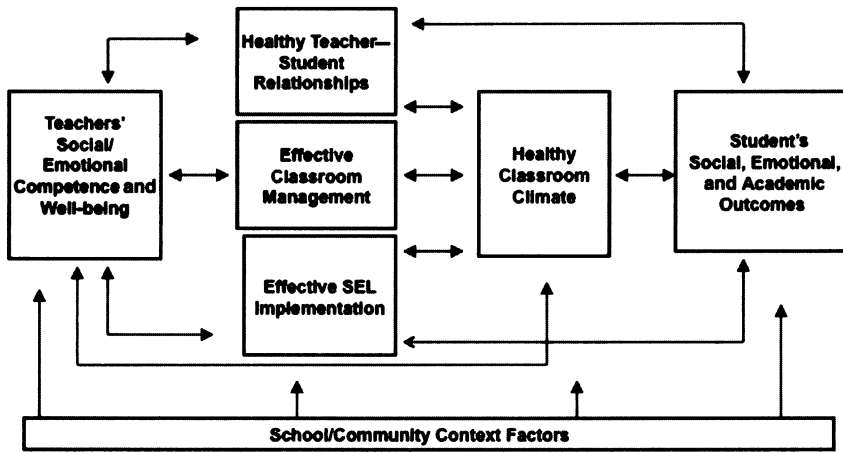 Healthy Teacher—
Student
Relationships
Teachers'
Social/
Emotional
Competence and
Well-being
Effective
Classroom
Management
Healthy
Classroom
Climate
Student's
Social, Emotional,
and Academic
Outcomes
Effective SEL
Implementation
School/Community Context Factors